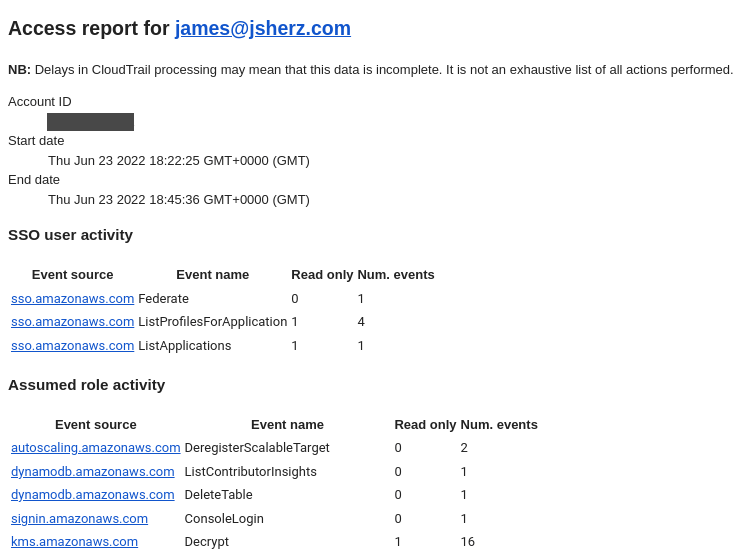 Access report for james@jsherz.com
NB: Delays in CloudTrail processing may mean that this data is incomplete. It is not an exhaustive list of all actions performed.
Account ID
Start date
Thu Jun 23 2022 18:22:25 GMT+0000 (GMT)
End date
Thu Jun 23 2022 18:45:36 GMT+0000 (GMT)
SSO user activity
Event source Event name Read only Num. events
sso.amazonaws.com Federate 0 1
sso.amazonaws.com ListProfilesForApplication 1 4
sso.amazonaws.com ListApplications 1 1
Assumed role activity
Event source Event name Read only Num. events
autoscaling.amazonaws.com DeregisterScalableTarget 0 2
dynamodb.amazonaws.com ListContributorInsights 0 1
dynamodb.amazonaws.com DeleteTable 0 1
signin.amazonaws.com ConsoleLogin 0 1
kms.amazonaws.com Decrypt 1 16